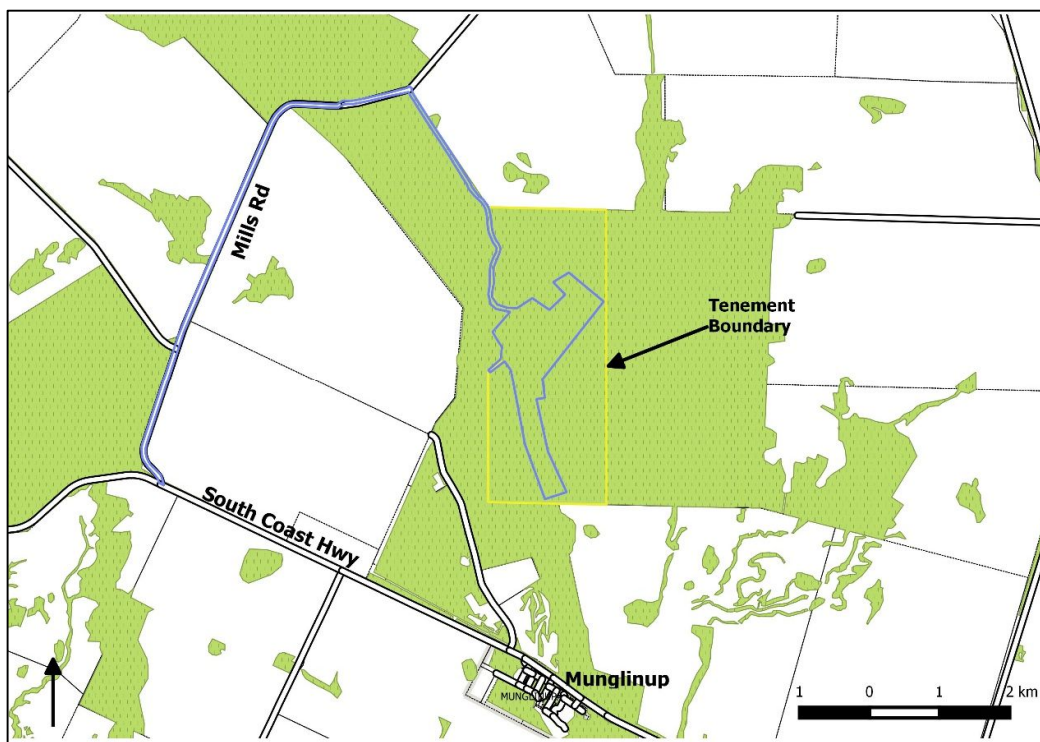 Mills Rd
Tenement
Boundary
South Coast Hwy
Munglinup
1 0 1 2 km